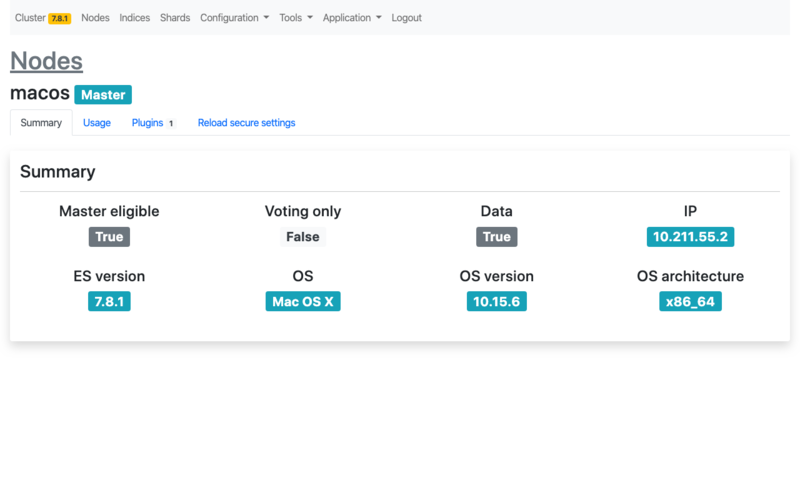 Cluster 7.8.1 Nodes Indices Shards Configuration Tools Application Logout
Nodes
macos Master
Summary Usage Plugins 1 Reload secure settings
Summary
Master eligible Voting only Data IP
True False True 10.211.55.2
ES version OS OS version OS architecture
7.8.1 Mac OS X 10.15.6 x86_64